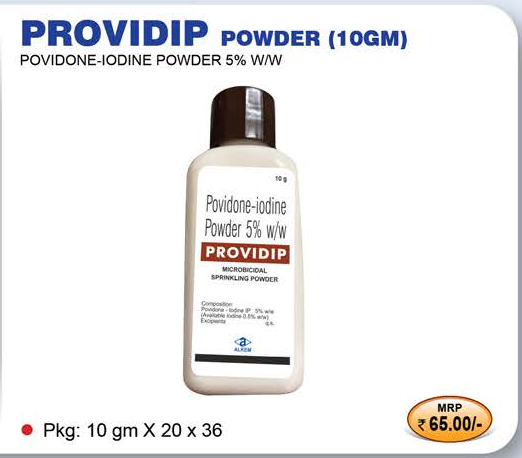 PROVIDIP POWDER (10GM)
POVIDONE-IODINE POWDER 5% W/W
10 g
Povidone-iodine
Powder 5% w/w
PROVIDIP
MICROBICIDAL
SPRINKLING POWDER
Composition:
Povidone - Iodine IP 5% w/w
(Available Iodine 0.5% w/w)
Excipients q.s.
a
ALKEM
Pkg: 10 gm X 20 x 36
MRP
₹ 65.00/-